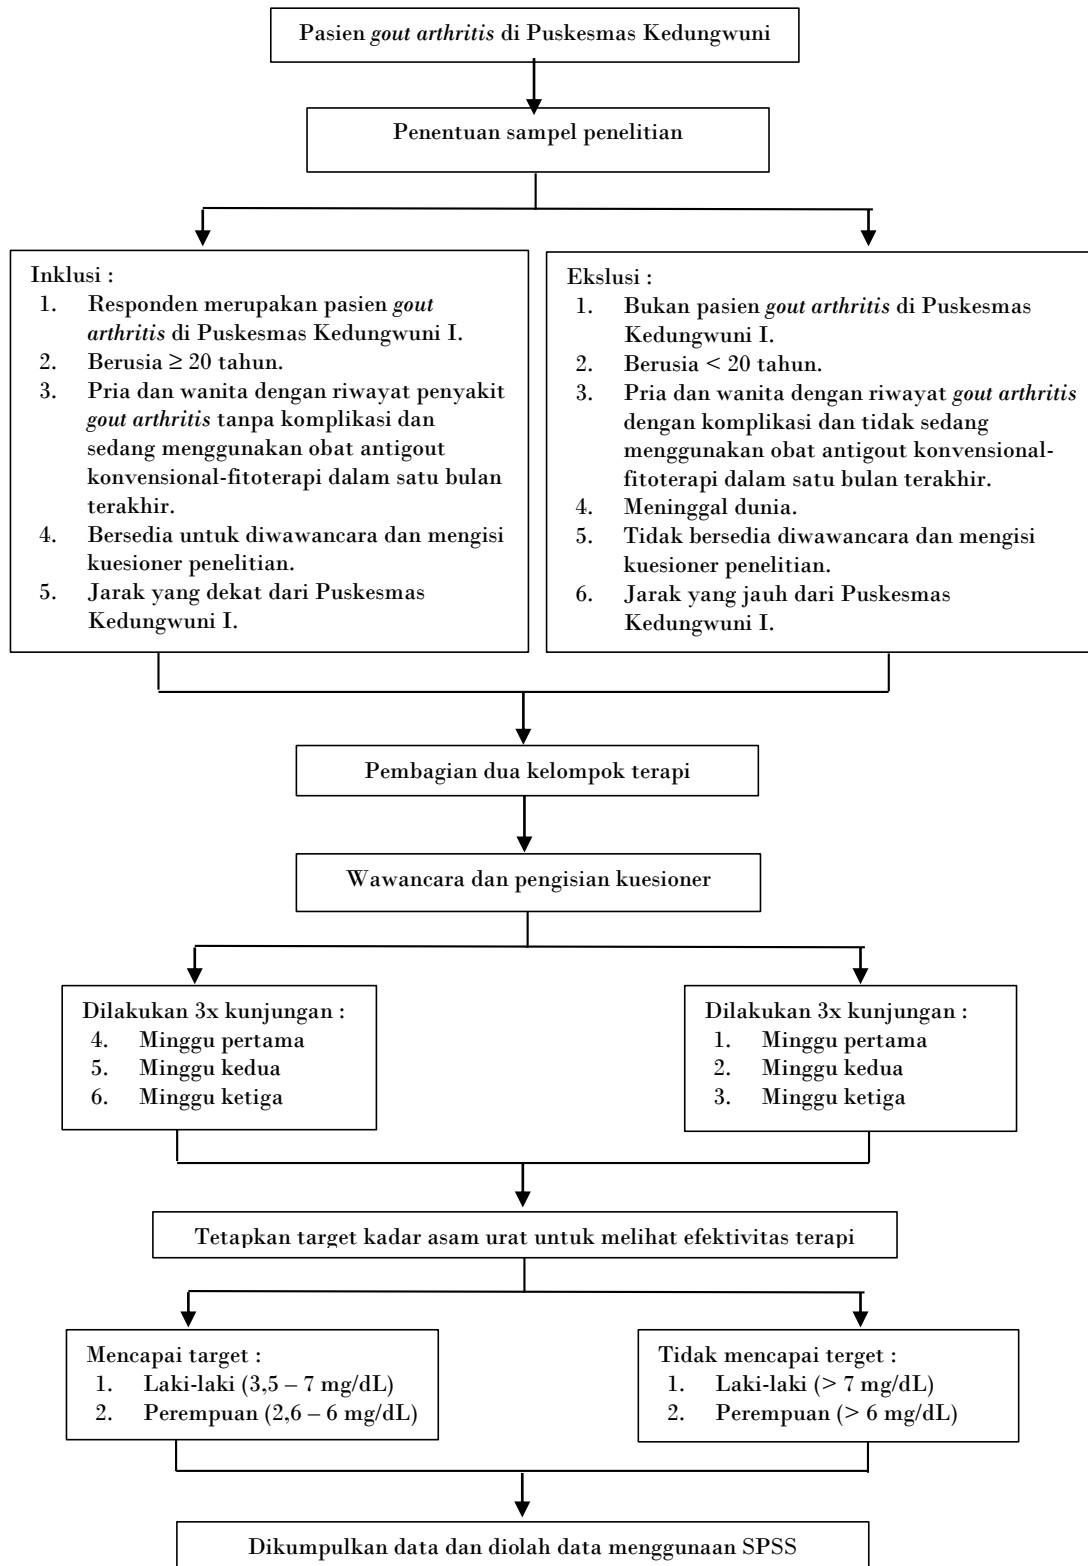 Pasien gout arthritis di Puskesmas Kedungwuni
Penentuan sampel penelitian
Inklusi :
1. Responden merupakan pasien gout
arthritis di Puskesmas Kedungwuni I.
2. Berusia ≥ 20 tahun.
3. Pria dan wanita dengan riwayat penyakit
gout arthritis tanpa komplikasi dan
sedang menggunakan obat antigout
konvensional-fitoterapi dalam satu bulan
terakhir.
4. Bersedia untuk diwawancara dan mengisi
kuesioner penelitian.
5. Jarak yang dekat dari Puskesmas
Kedungwuni I.
Ekslusi :
1. Bukan pasien gout arthritis di Puskesmas
Kedungwuni I.
2. Berusia < 20 tahun.
3. Pria dan wanita dengan riwayat gout arthritis
dengan komplikasi dan tidak sedang
menggunakan obat antigout konvensional-
fitoterapi dalam satu bulan terakhir.
4. Meninggal dunia.
5. Tidak bersedia diwawancara dan mengisi
kuesioner penelitian.
6. Jarak yang jauh dari Puskesmas
Kedungwuni I.
Pembagian dua kelompok terapi
Wawancara dan pengisian kuesioner
Dilakukan 3x kunjungan :
4. Minggu pertama
5. Minggu kedua
6. Minggu ketiga
Dilakukan 3x kunjungan :
1. Minggu pertama
2. Minggu kedua
3. Minggu ketiga
Tetapkan target kadar asam urat untuk melihat efektivitas terapi
Mencapai target :
1. Laki-laki (3,5 – 7 mg/dL)
2. Perempuan (2,6 – 6 mg/dL)
Tidak mencapai terget :
1. Laki-laki (> 7 mg/dL)
2. Perempuan (> 6 mg/dL)
Dikumpulkan data dan diolah data menggunaan SPSS